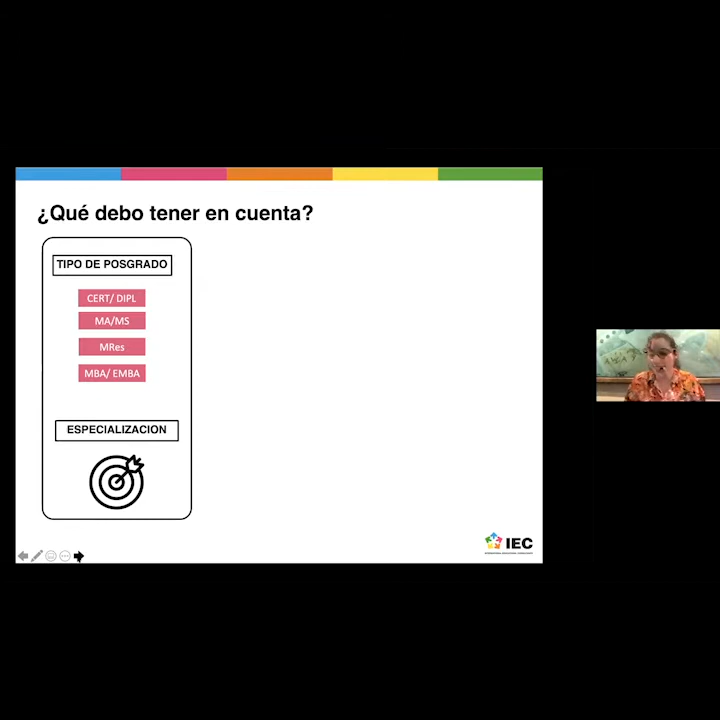 ¿Qué debo tener en cuenta?
TIPO DE POSGRADO
CERT/ DIPL
MA/MS
MRes
MBA/ EMBA
ESPECIALIZACION
IEC